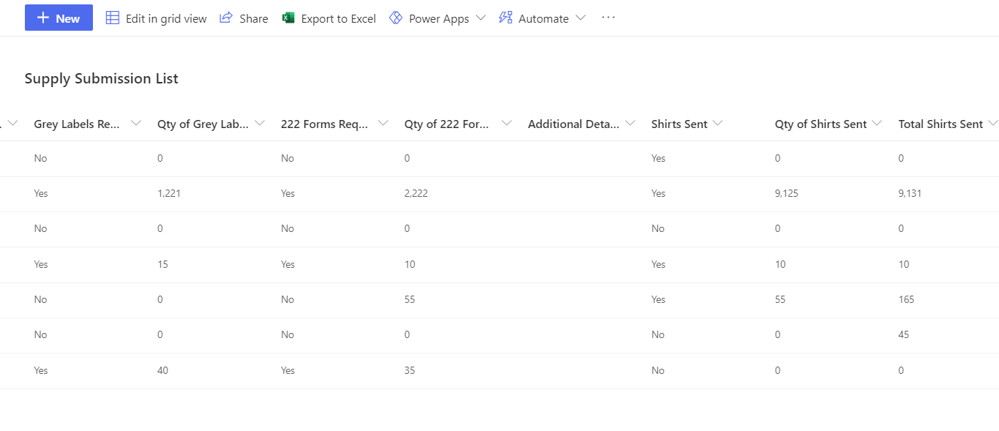 New Edit in grid view Share Export to Excel Power Apps Automate ...
Supply Submission List
. Grey Labels Re... Qty of Grey Lab... 222 Forms Req... Qty of 222 For... Additional Deta... Shirts Sent Qty of Shirts Sent Total Shirts Sent
No 0 No 0 Yes 0 0
Yes 1,221 Yes 2,222 Yes 9,125 9,131
No 0 No 0 No 0 0
Yes 15 Yes 10 Yes 10 10
No 0 No 55 Yes 55 165
No 0 No 0 No 0 45
Yes 40 Yes 35 No 0 0